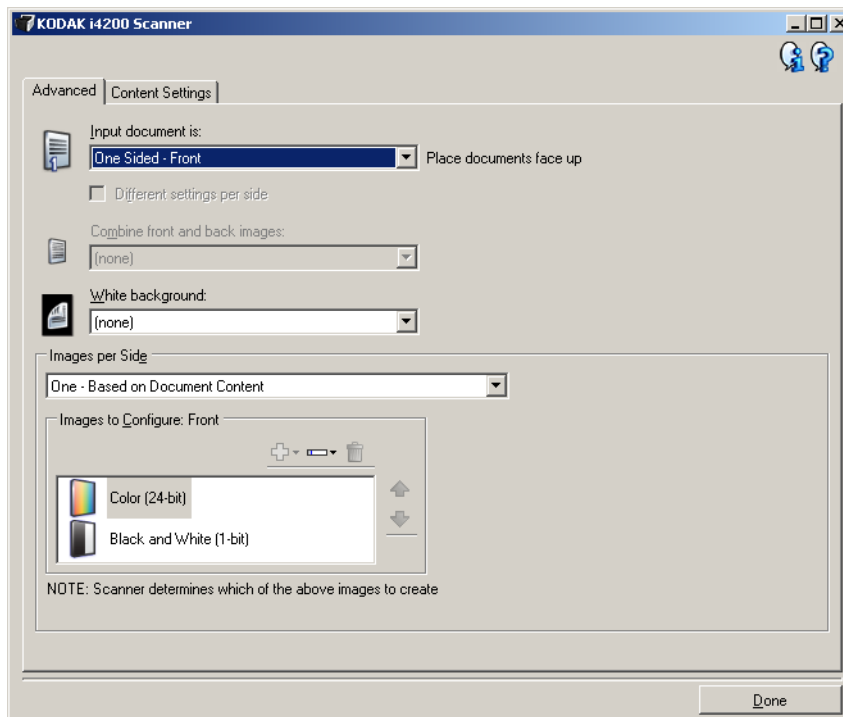 KODAK i4200 Scanner
Advanced
Content Settings
Input document is:
One Sided - Front
Place documents face up
Different settings per side
Combine front and back images:
(none)
White background:
(none)
Images per Side
One - Based on Document Content
Images to Configure: Front
Color (24-bit)
Black and White (1-bit)
NOTE: Scanner determines which of the above images to create
Done